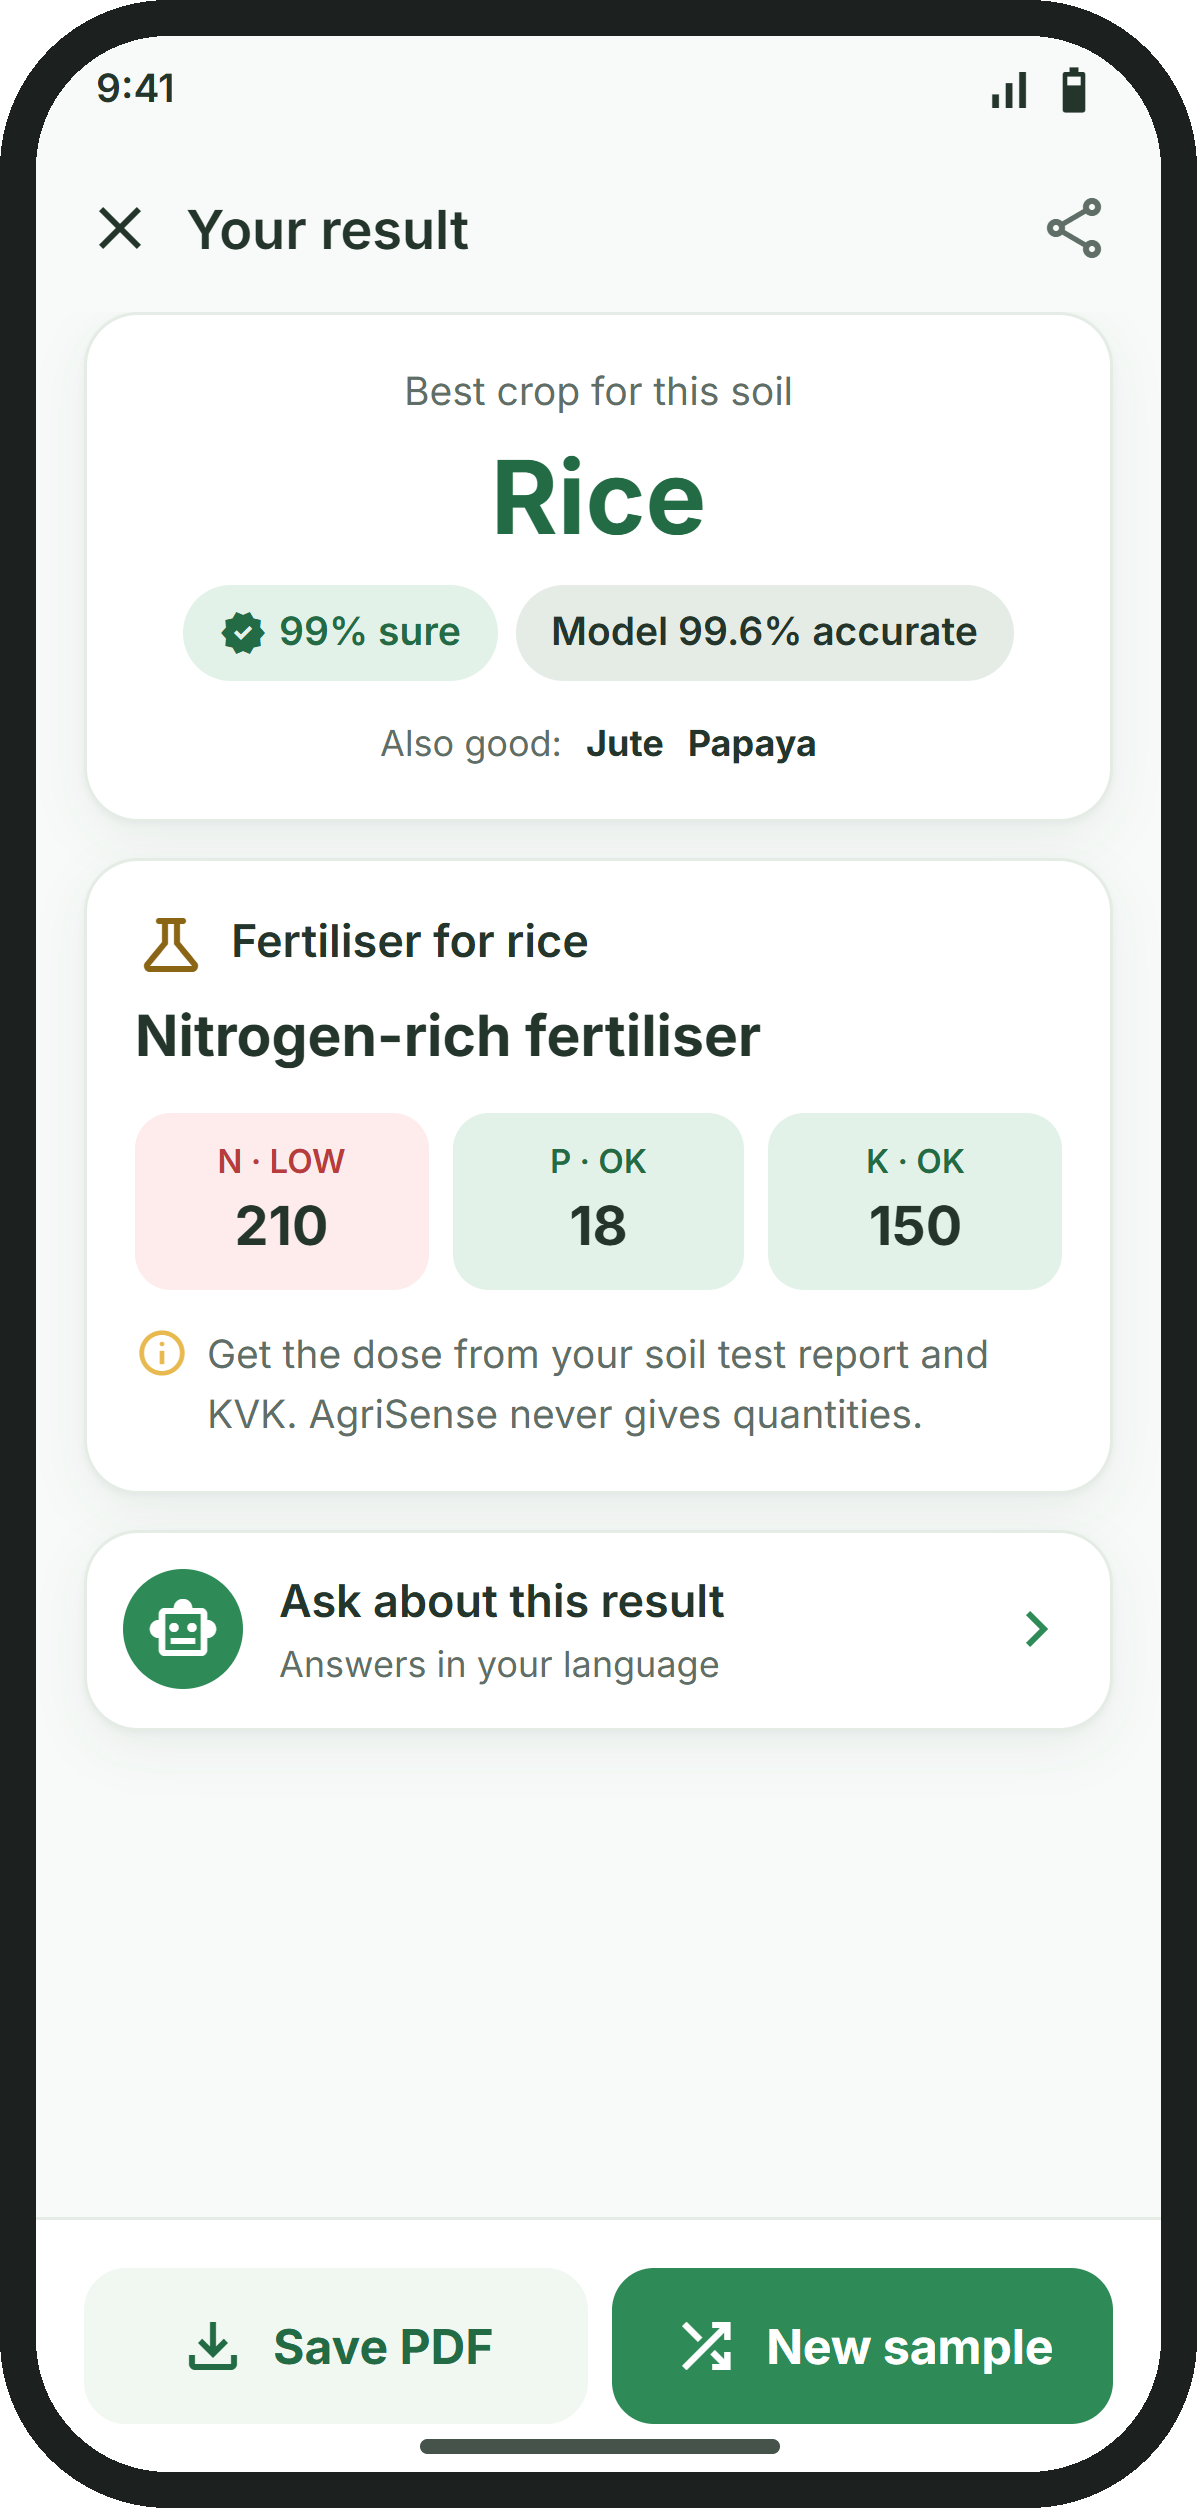 9:41
Your result
Best crop for this soil
Rice
99% sure
Model 99.6% accurate
Also good: Jute Papaya
Fertiliser for rice
Nitrogen-rich fertiliser
N · LOW
210
P · OK
18
K · OK
150
Get the dose from your soil test report and
KVK. AgriSense never gives quantities.
Ask about this result
Answers in your language
Save PDF
New sample